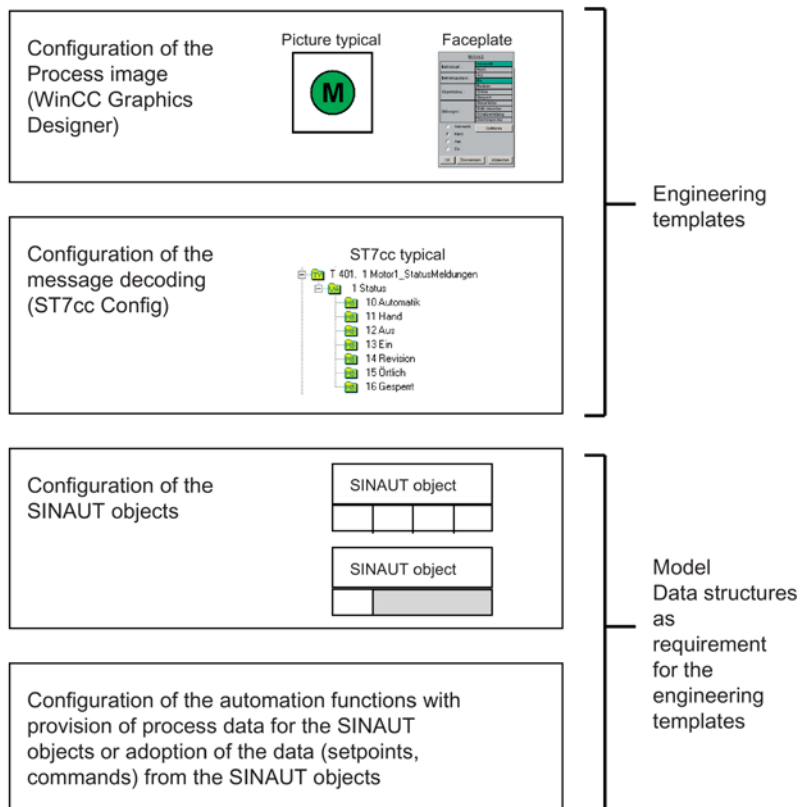 Configuration of the
Process image
(WinCC Graphics
Designer)
Picture typical
M
Faceplate
Configuration of the
message decoding
(ST7cc Config)
ST7cc typical
T 401. 1 Motor1_StatusMeldungen
1 Status
10 Automatik
11 Hand
12 Aus
13 Ein
14 Revision
15 Örtlich
16 Gesperrt
Engineering
templates
Configuration of the
SINAUT objects
SINAUT object
SINAUT object
Configuration of the automation functions with
provision of process data for the SINAUT
objects or adoption of the data (setpoints,
commands) from the SINAUT objects
Model
Data structures
as
requirement
for the
engineering
templates